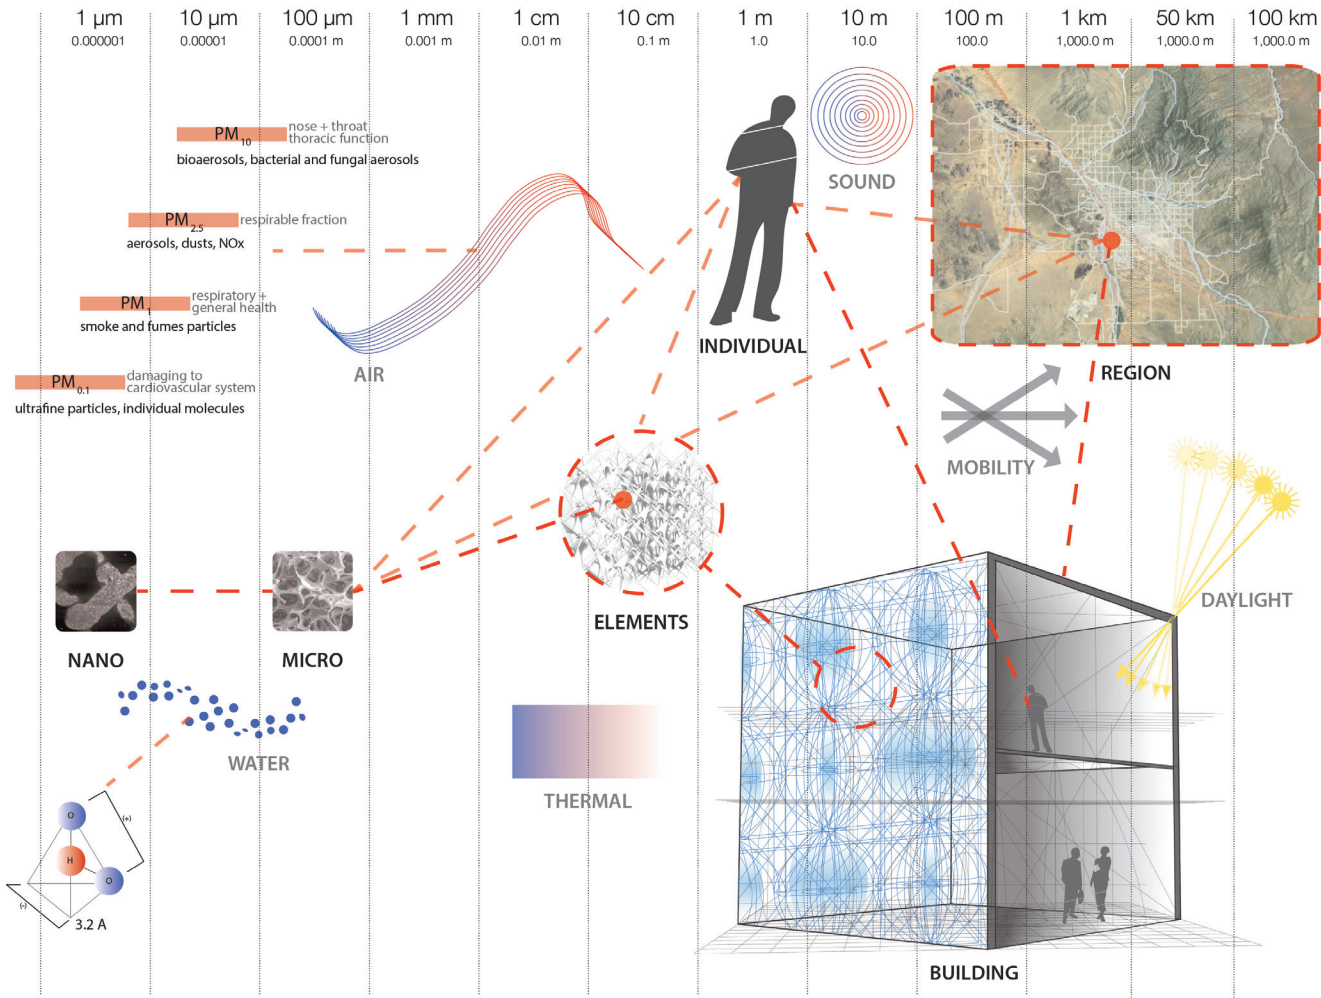 1 µm
10 µm
100 µm
1 mm
1 cm
10 cm
1 m
10 m
100 m
1 km
50 km
100 km
0.000001
0.00001
0.0001 m
0.001 m
0.01 m
0.1 m
1.0
10.0
100.0
1,000.0 m
1,000.0 m
1,000.0 m
PM10
nose + throat
thoracic function
bioaerosols, bacterial and fungal aerosols
PM2.5
respirable fraction
aerosols, dusts, NOx
PM1
respiratory +
general health
smoke and fumes particles
PM0.1
damaging to
cardiovascular system
ultrafine particles, individual molecules
AIR
SOUND
INDIVIDUAL
REGION
MOBILITY
DAYLIGHT
ELEMENTS
NANO
MICRO
WATER
THERMAL
BUILDING
O
(+)
H
O
(-)
3.2 A